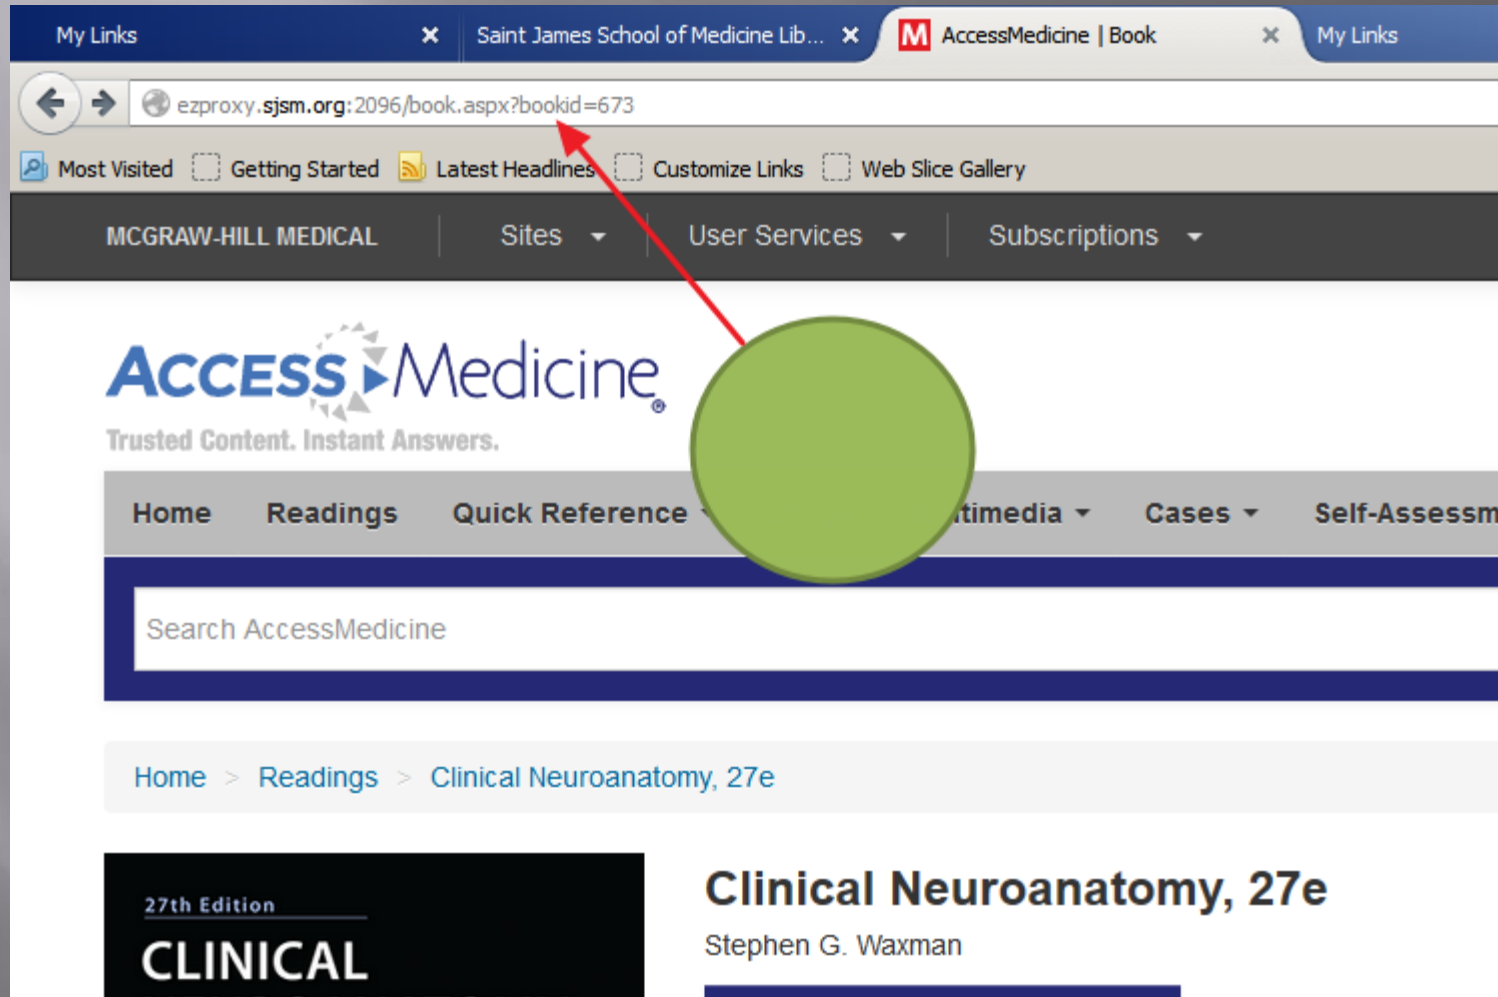 My Links
Saint James School of Medicine Lib...
M AccessMedicine | Book
My Links
ezproxy.sjsm.org:2096/book.aspx?bookid=673
Most Visited Getting Started Latest Headlines Customize Links Web Slice Gallery
MCGRAW-HILL MEDICAL Sites User Services Subscriptions
ACCESS Medicine®
Trusted Content. Instant Answers.
Home Readings Quick Reference Cases
Search AccessMedicine
Home > Readings > Clinical Neuroanatomy, 27e
27th Edition
CLINICAL
Clinical Neuroanatomy, 27e
Stephen G. Waxman